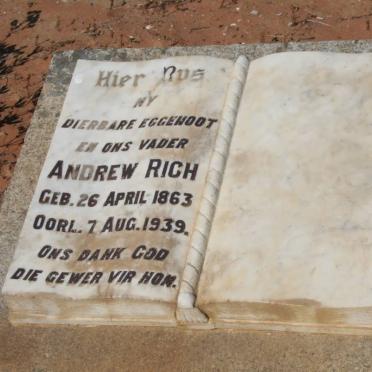 Hier Rus
MY
DIERBARE EGGENOOT
EN ONS VADER
ANDREW RICH
GEB. 26 APRIL 1863
OORL. 7 AUG. 1939.
ONS DANK GOD
DIE GEWER VIR HOM.